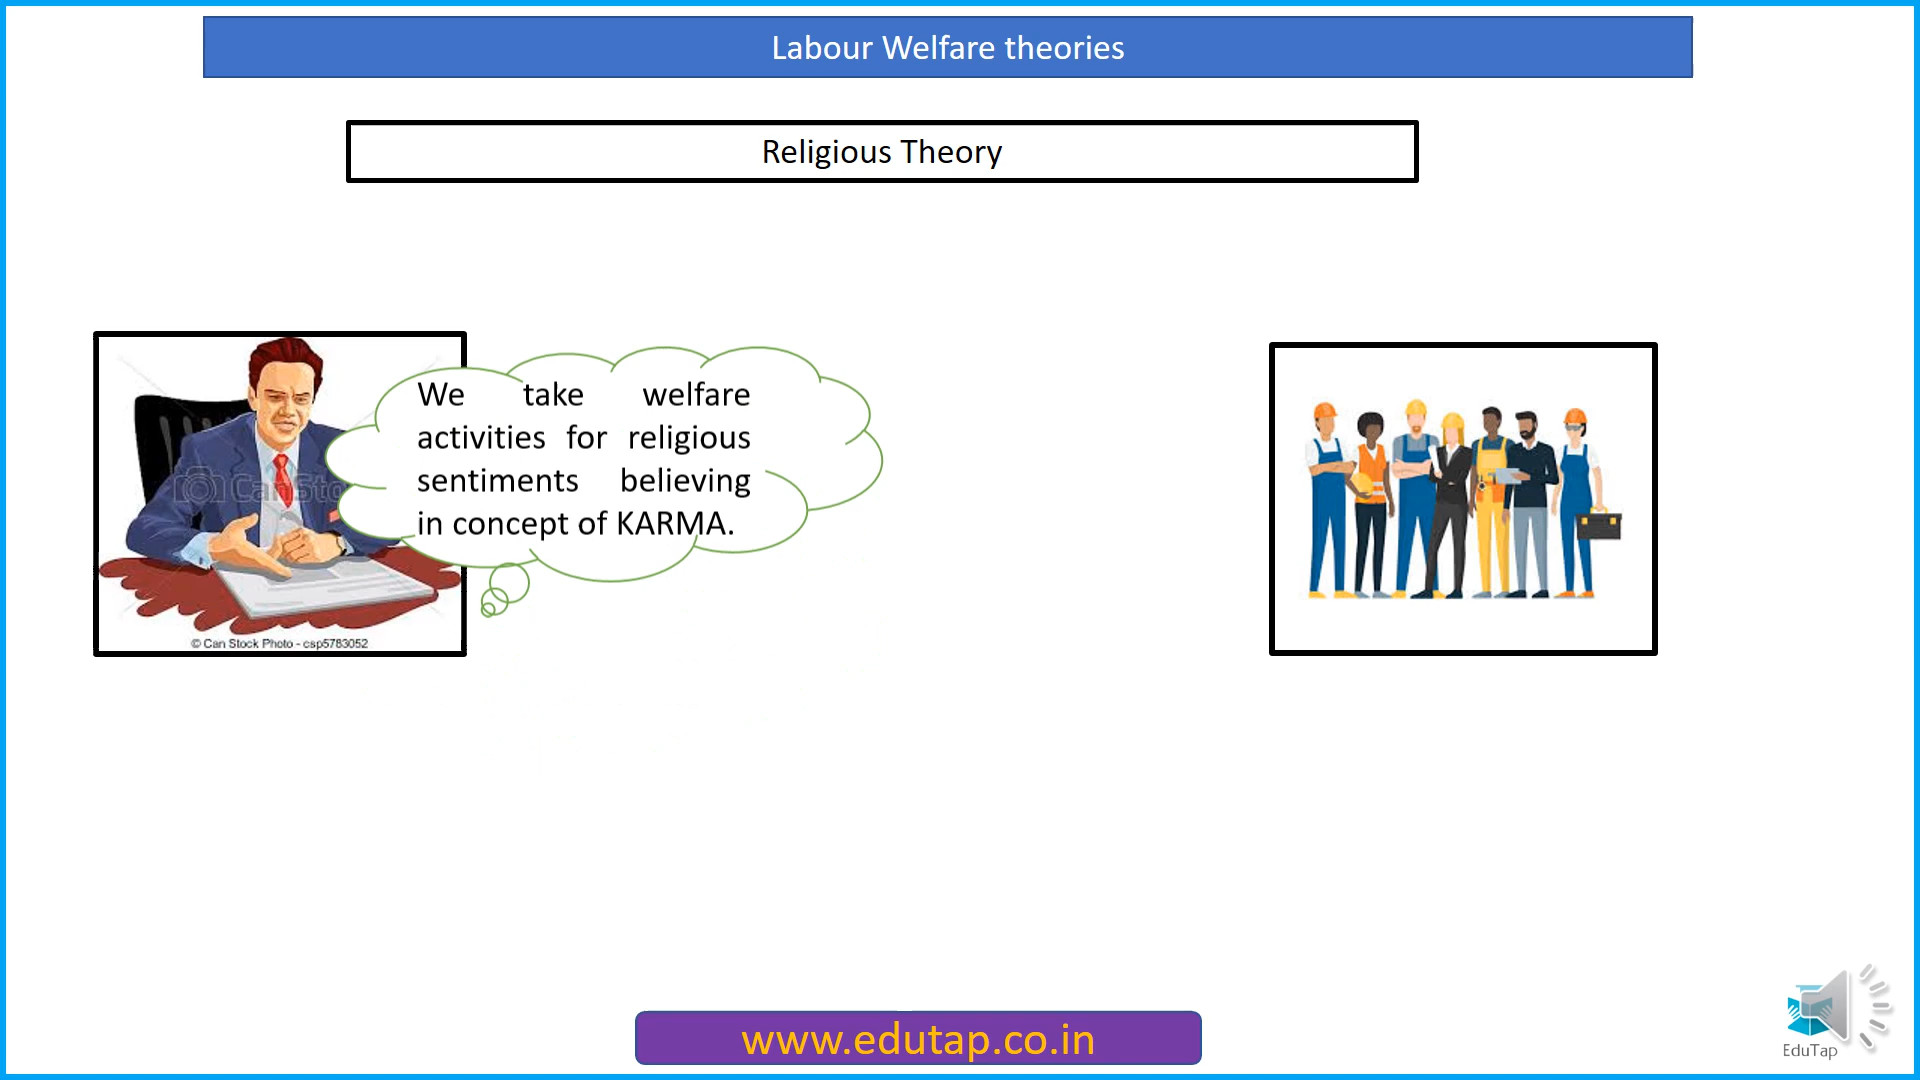 Labour Welfare theories
Religious Theory
We take welfare
activities for religious
sentiments believing
in concept of KARMA.
© Can Stock Photo - csp5783052
www.edutap.co.in
EduTap